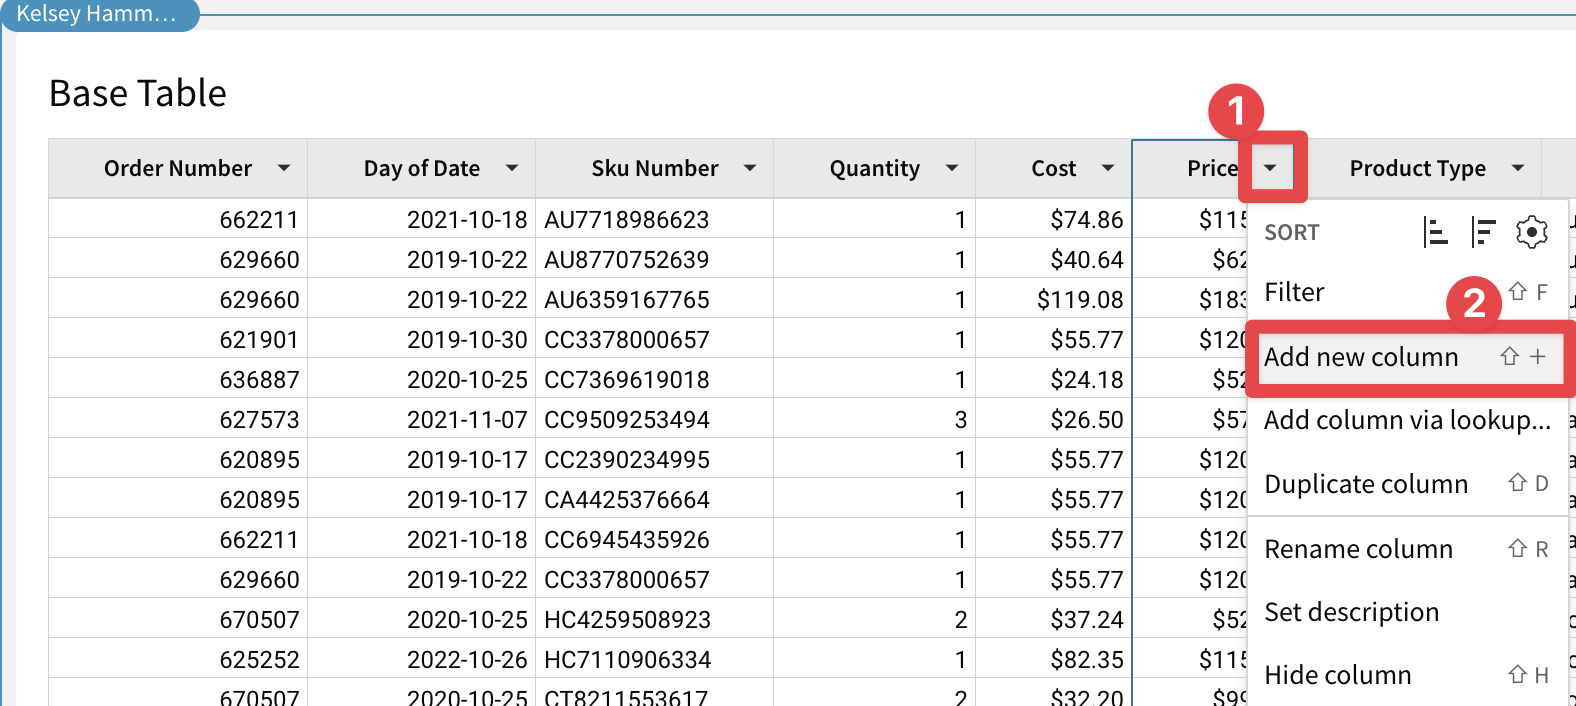 Kelsey Hamm...
Base Table
1
Order Number Day of Date Sku Number Quantity Cost Price Product Type
662211 2021-10-18 AU7718986623 1 $74.86 $115
629660 2019-10-22 AU8770752639 1 $40.64 $62
629660 2019-10-22 AU6359167765 1 $119.08 $183
621901 2019-10-30 CC3378000657 1 $55.77 $120
636887 2020-10-25 CC7369619018 1 $24.18 $52
627573 2021-11-07 CC9509253494 3 $26.50 $57
620895 2019-10-17 CC2390234995 1 $55.77 $120
620895 2019-10-17 CA4425376664 1 $55.77 $120
662211 2021-10-18 CC6945435926 1 $55.77 $120
629660 2019-10-22 CC3378000657 1 $55.77 $120
670507 2020-10-25 HC4259508923 2 $37.24 $52
625252 2022-10-26 HC7110906334 1 $82.35 $115
670507 2020-10-25 CT8211553617 2 $32.20 $99
SORT
Filter ⇧ F
2
Add new column ⇧ +
Add column via lookup...
Duplicate column ⇧ D
Rename column ⇧ R
Set description
Hide column ⇧ H